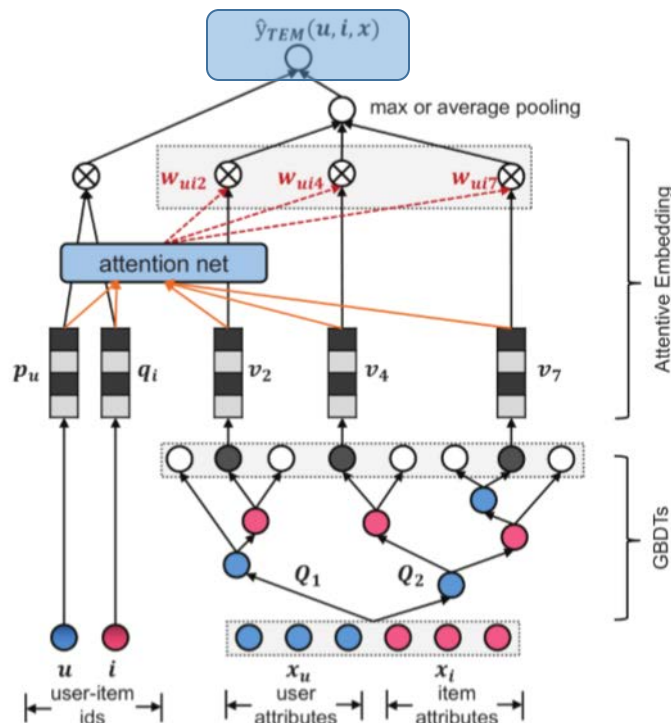 ŷ_TEM(u, i, x)
max or average pooling
w_ui2 w_ui4 w_ui7
attention net
Attentive Embedding
p_u q_i v_2 v_4 v_7
GBDTs
Q_1 Q_2
u i x_u x_i
user-item
ids
user
attributes
item
attributes